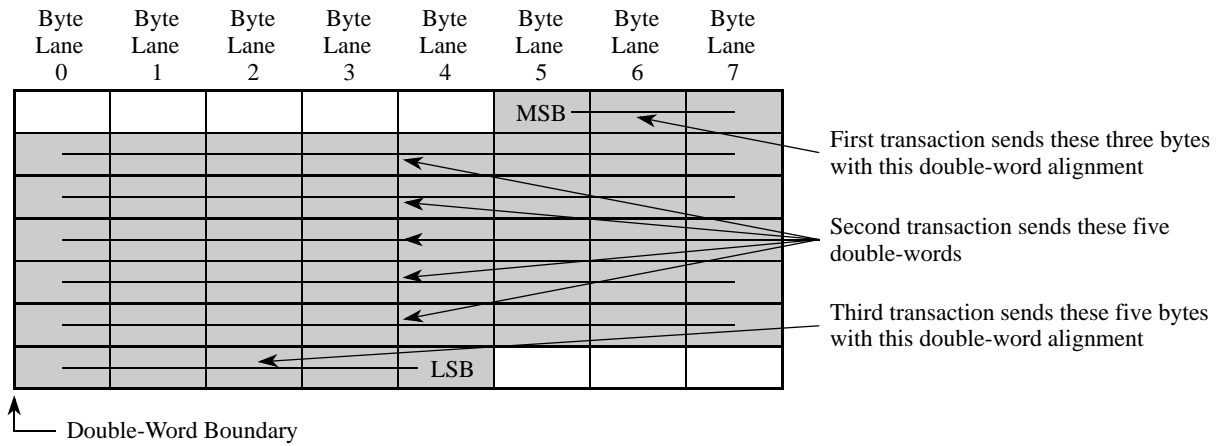 Byte Lane 0
Byte Lane 1
Byte Lane 2
Byte Lane 3
Byte Lane 4
Byte Lane 5
Byte Lane 6
Byte Lane 7
MSB
First transaction sends these three bytes
with this double-word alignment
Second transaction sends these five
double-words
Third transaction sends these five bytes
with this double-word alignment
LSB
Double-Word Boundary